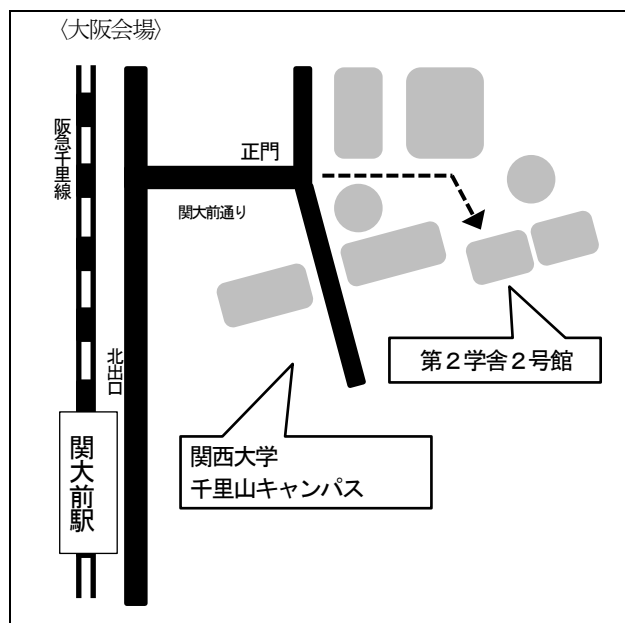 〈大阪会場〉
阪急千里線
正門
関大前通り
北出口
第２学舎２号館
関大前駅
関西大学
千里山キャンパス